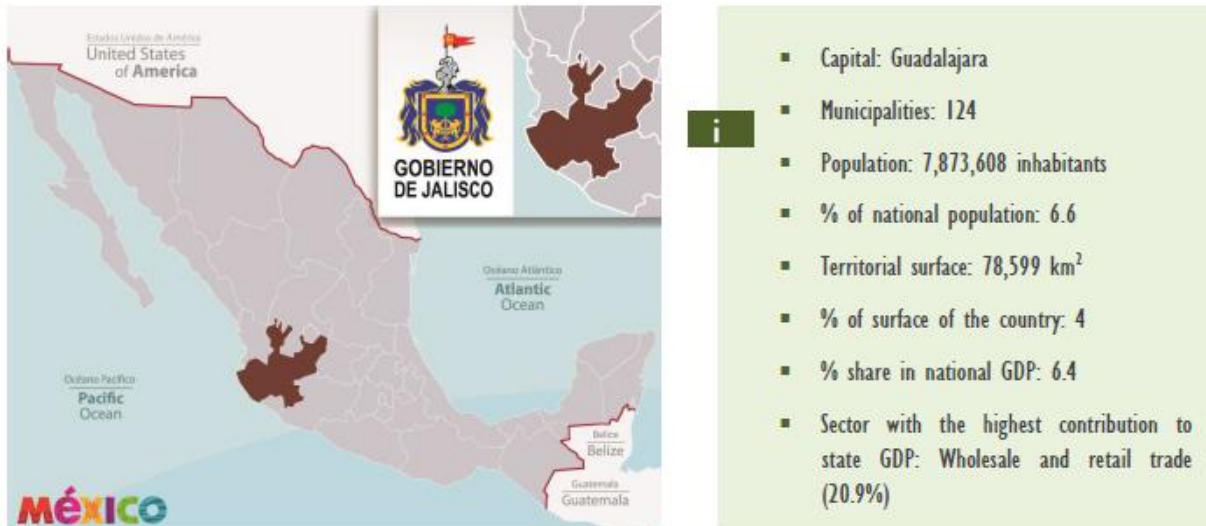 Estados Unidos de América
United States
of America
GOBIERNO
DE JALISCO
Océano Atlántico
Atlantic
Ocean
Océano Pacífico
Pacific
Ocean
Belice
Belize
Guatemala
Guatemala
México
i
▪ Capital: Guadalajara
▪ Municipalities: 124
▪ Population: 7,873,608 inhabitants
▪ % of national population: 6.6
▪ Territorial surface: 78,599 km²
▪ % of surface of the country: 4
▪ % share in national GDP: 6.4
▪ Sector with the highest contribution to
state GDP: Wholesale and retail trade
(20.9%)